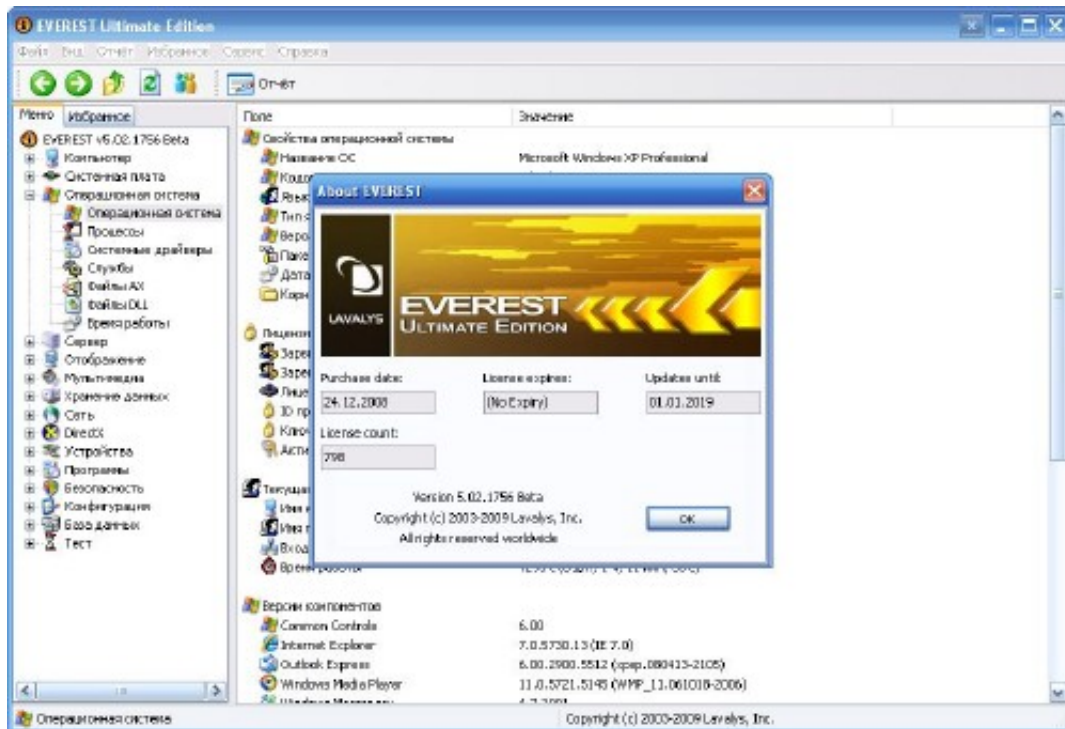 EVEREST Ultimate Edition
Файл Вид Отчёт Избранное Сервис Справка
Отчёт
Меню Избранное
EVEREST v5.02.1756 Beta
Компьютер
Системная плата
Операционная система
Операционная система
Процессы
Системные драйверы
Службы
Файлы AX
Файлы DLL
Время работы
Сервер
Отображение
Мультимедиа
Хранение данных
Сеть
DirectX
Устройства
Программы
Безопасность
Конфигурация
База данных
Тест
Поле Значение
Свойства операционной системы
Название ОС Microsoft Windows XP Professional
About EVEREST
LAVALYS
EVEREST
ULTIMATE EDITION
Purchase date: License expires: Updates until:
24.12.2008 (No Expiry) 01.01.2019
License count:
798
Version 5.02.1756 Beta
Copyright (c) 2003-2009 Lavalys, Inc.
All rights reserved worldwide
OK
Версии компонентов
Common Controls 6.00
Internet Explorer 7.0.5730.13 (IE 7.0)
Outlook Express 6.00.2900.5512 (xpsp.080413-2105)
Windows Media Player 11.0.5721.5145 (WMP_11.061018-2006)
Операционная система Copyright (c) 2003-2009 Lavalys, Inc.